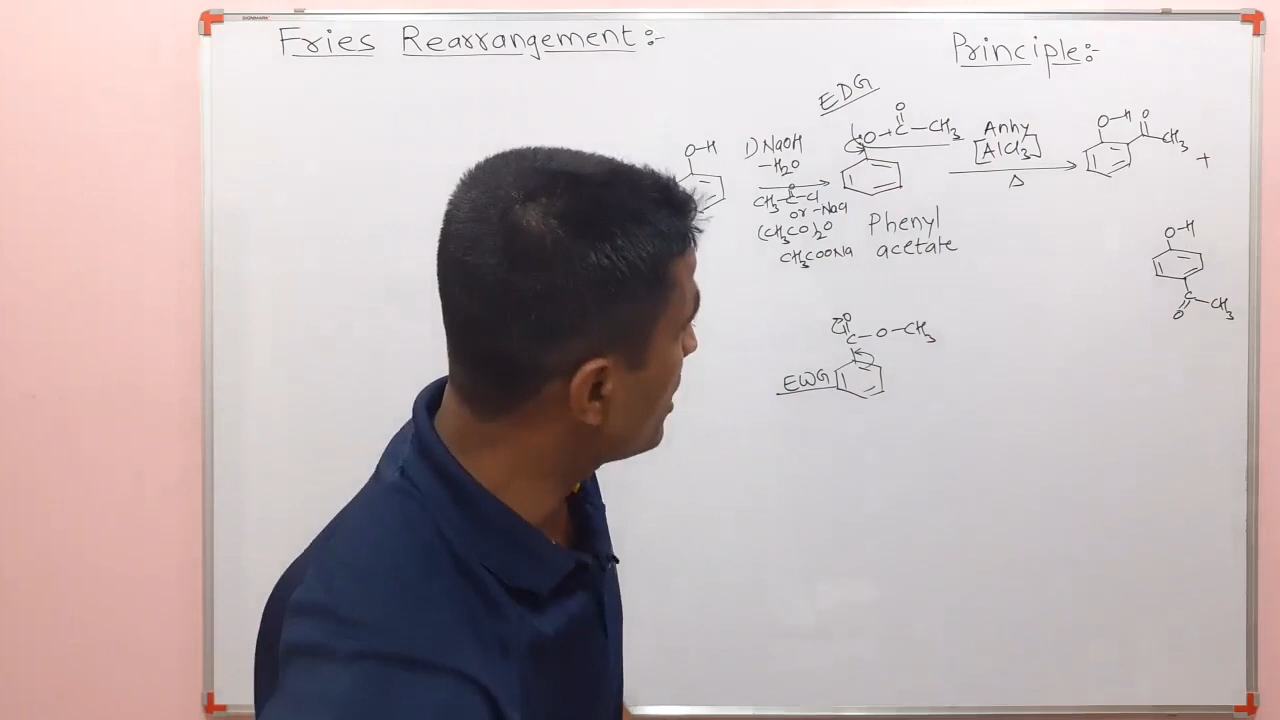 SIGNMARK
Fries Rearrangement:-
Principle:-
EDG
O-H
1) NaOH
-H2O
CH3-C-Cl
O
or -NaCl
(CH3CO)2O
CH3COONa
O
O-C-CH3
Phenyl
acetate
Anhy
[AlCl3]
Δ
O-H
O
CH3
+
O-H
C-CH3
O
O
C-O-CH3
EWG